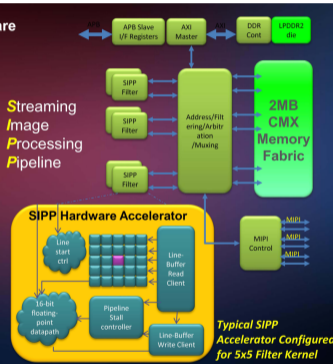 are
APB
APB Slave
I/F Registers
AXI
Master
AXI
DDR
Cont
LPDDR2
die
SIPP
Filter
SIPP
Filter
SIPP
Filter
Streaming
Image
Processing
Pipeline
Address/Filt
ering/Arbitr
ation
/Muxing
2MB
CMX
Memory
Fabric
MIPI
Control
MIPI
MIPI
MIPI
SIPP Hardware Accelerator
Line
start
ctrl
Line-
Buffer
Read
Client
16-bit
floating-
point
datapath
Pipeline
Stall
controller
Line-Buffer
Write Client
Typical SIPP
Accelerator Configured
for 5x5 Filter Kernel